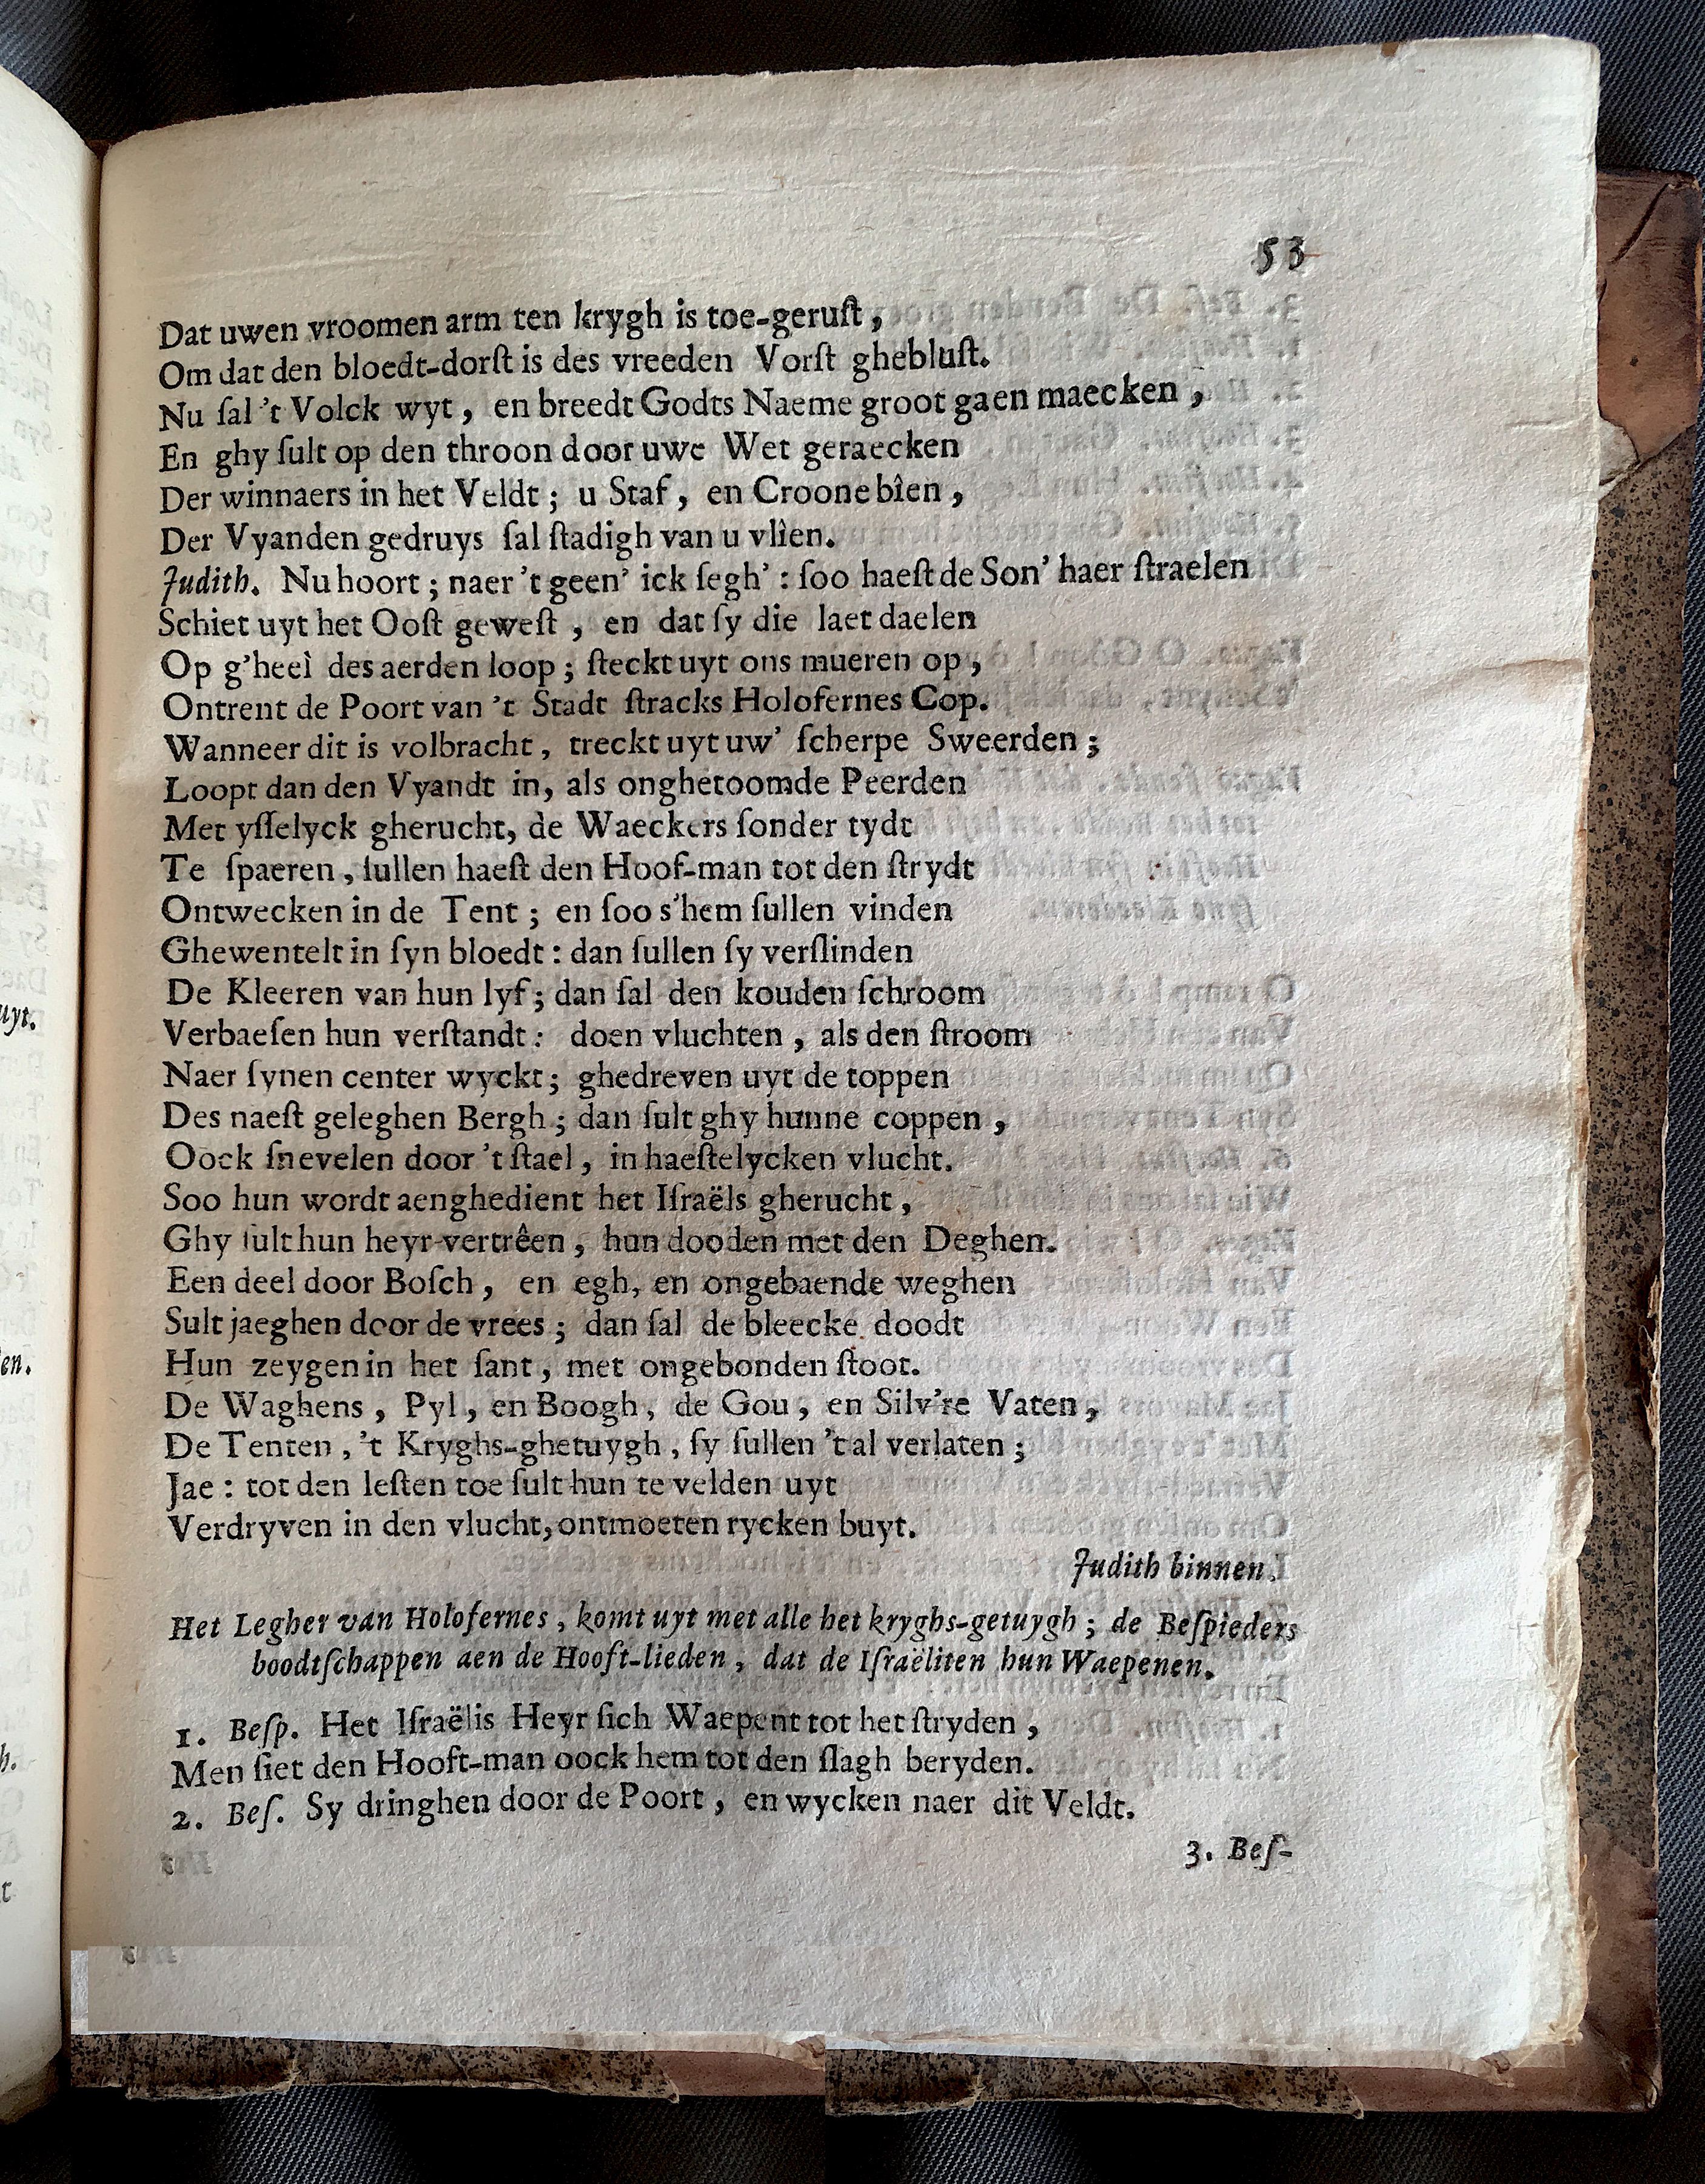 53
Dat uwen vroomen arm ten krygh is toe-geruſt,
Om dat den bloedt-dorſt is des vreeden Vorſt ghebluſt.
Nu ſal 't Volck wyt, en breedt Godts Naeme groot gaen maecken,
En ghy ſult op den throon door uwe Wet geraecken
Der winnaers in het Veldt; u Staf, en Croone bîen,
Der Vyanden gedruys ſal ſtadigh van u vlîen.
Judith. Nu hoort; naer 't geen' ick ſegh' : ſoo haeſt de Son' haer ſtraelen
Schiet uyt het Ooſt geweſt, en dat ſy die laet daelen
Op g'heel des aerden loop; ſteckt uyt ons mueren op,
Ontrent de Poort van 't Stadt ſtracks Holofernes Cop.
Wanneer dit is volbracht, treckt uyt uw' ſcherpe Sweerden;
Loopt dan den Vyandt in, als onghetoomde Peerden
Met yſſelyck gherucht, de Waeckers ſonder tydt
Te ſpaeren, ſullen haeſt den Hoof-man tot den ſtrydt
Ontwecken in de Tent; en ſoo s'hem ſullen vinden
Ghewentelt in ſyn bloedt: dan ſullen ſy verſlinden
De Kleeren van hun lyf; dan ſal den kouden ſchroom
Verbaeſen hun verſtandt: doen vluchten, als den ſtroom
Naer ſynen center wyckt; ghedreven uyt de toppen
Des naeſt geleghen Bergh; dan ſult ghy hunne coppen,
Oock ſnevelen door 't ſtael, in haeſtelycken vlucht.
Soo hun wordt aenghedient het Iſraëls gherucht,
Ghy ſult hun heyr vertrêen, hun dooden met den Deghen.
Een deel door Boſch, en egh, en ongebaende weghen
Sult jaeghen door de vrees; dan ſal de bleecke doodt
Hun zeygen in het ſant, met ongebonden ſtoot.
De Waghens, Pyl, en Boogh, de Gou, en Silv're Vaten,
De Tenten, 't Kryghs-ghetuygh, ſy ſullen 't al verlaten;
Jae: tot den leſten toe ſult hun te velden uyt
Verdryven in den vlucht, ontmoeten rycken buyt.
Judith binnen.
Het Legher van Holofernes, komt uyt met alle het kryghs-getuygh; de Beſpieders
boodtſchappen aen de Hooft-lieden, dat de Iſraëliten hun Waepenen.
1. Beſp. Het Iſraëlis Heyr ſich Waepent tot het ſtryden,
Men ſiet den Hooft-man oock hem tot den ſlagh beryden.
2. Beſ. Sy dringhen door de Poort, en wycken naer dit Veldt.
3. Beſ-